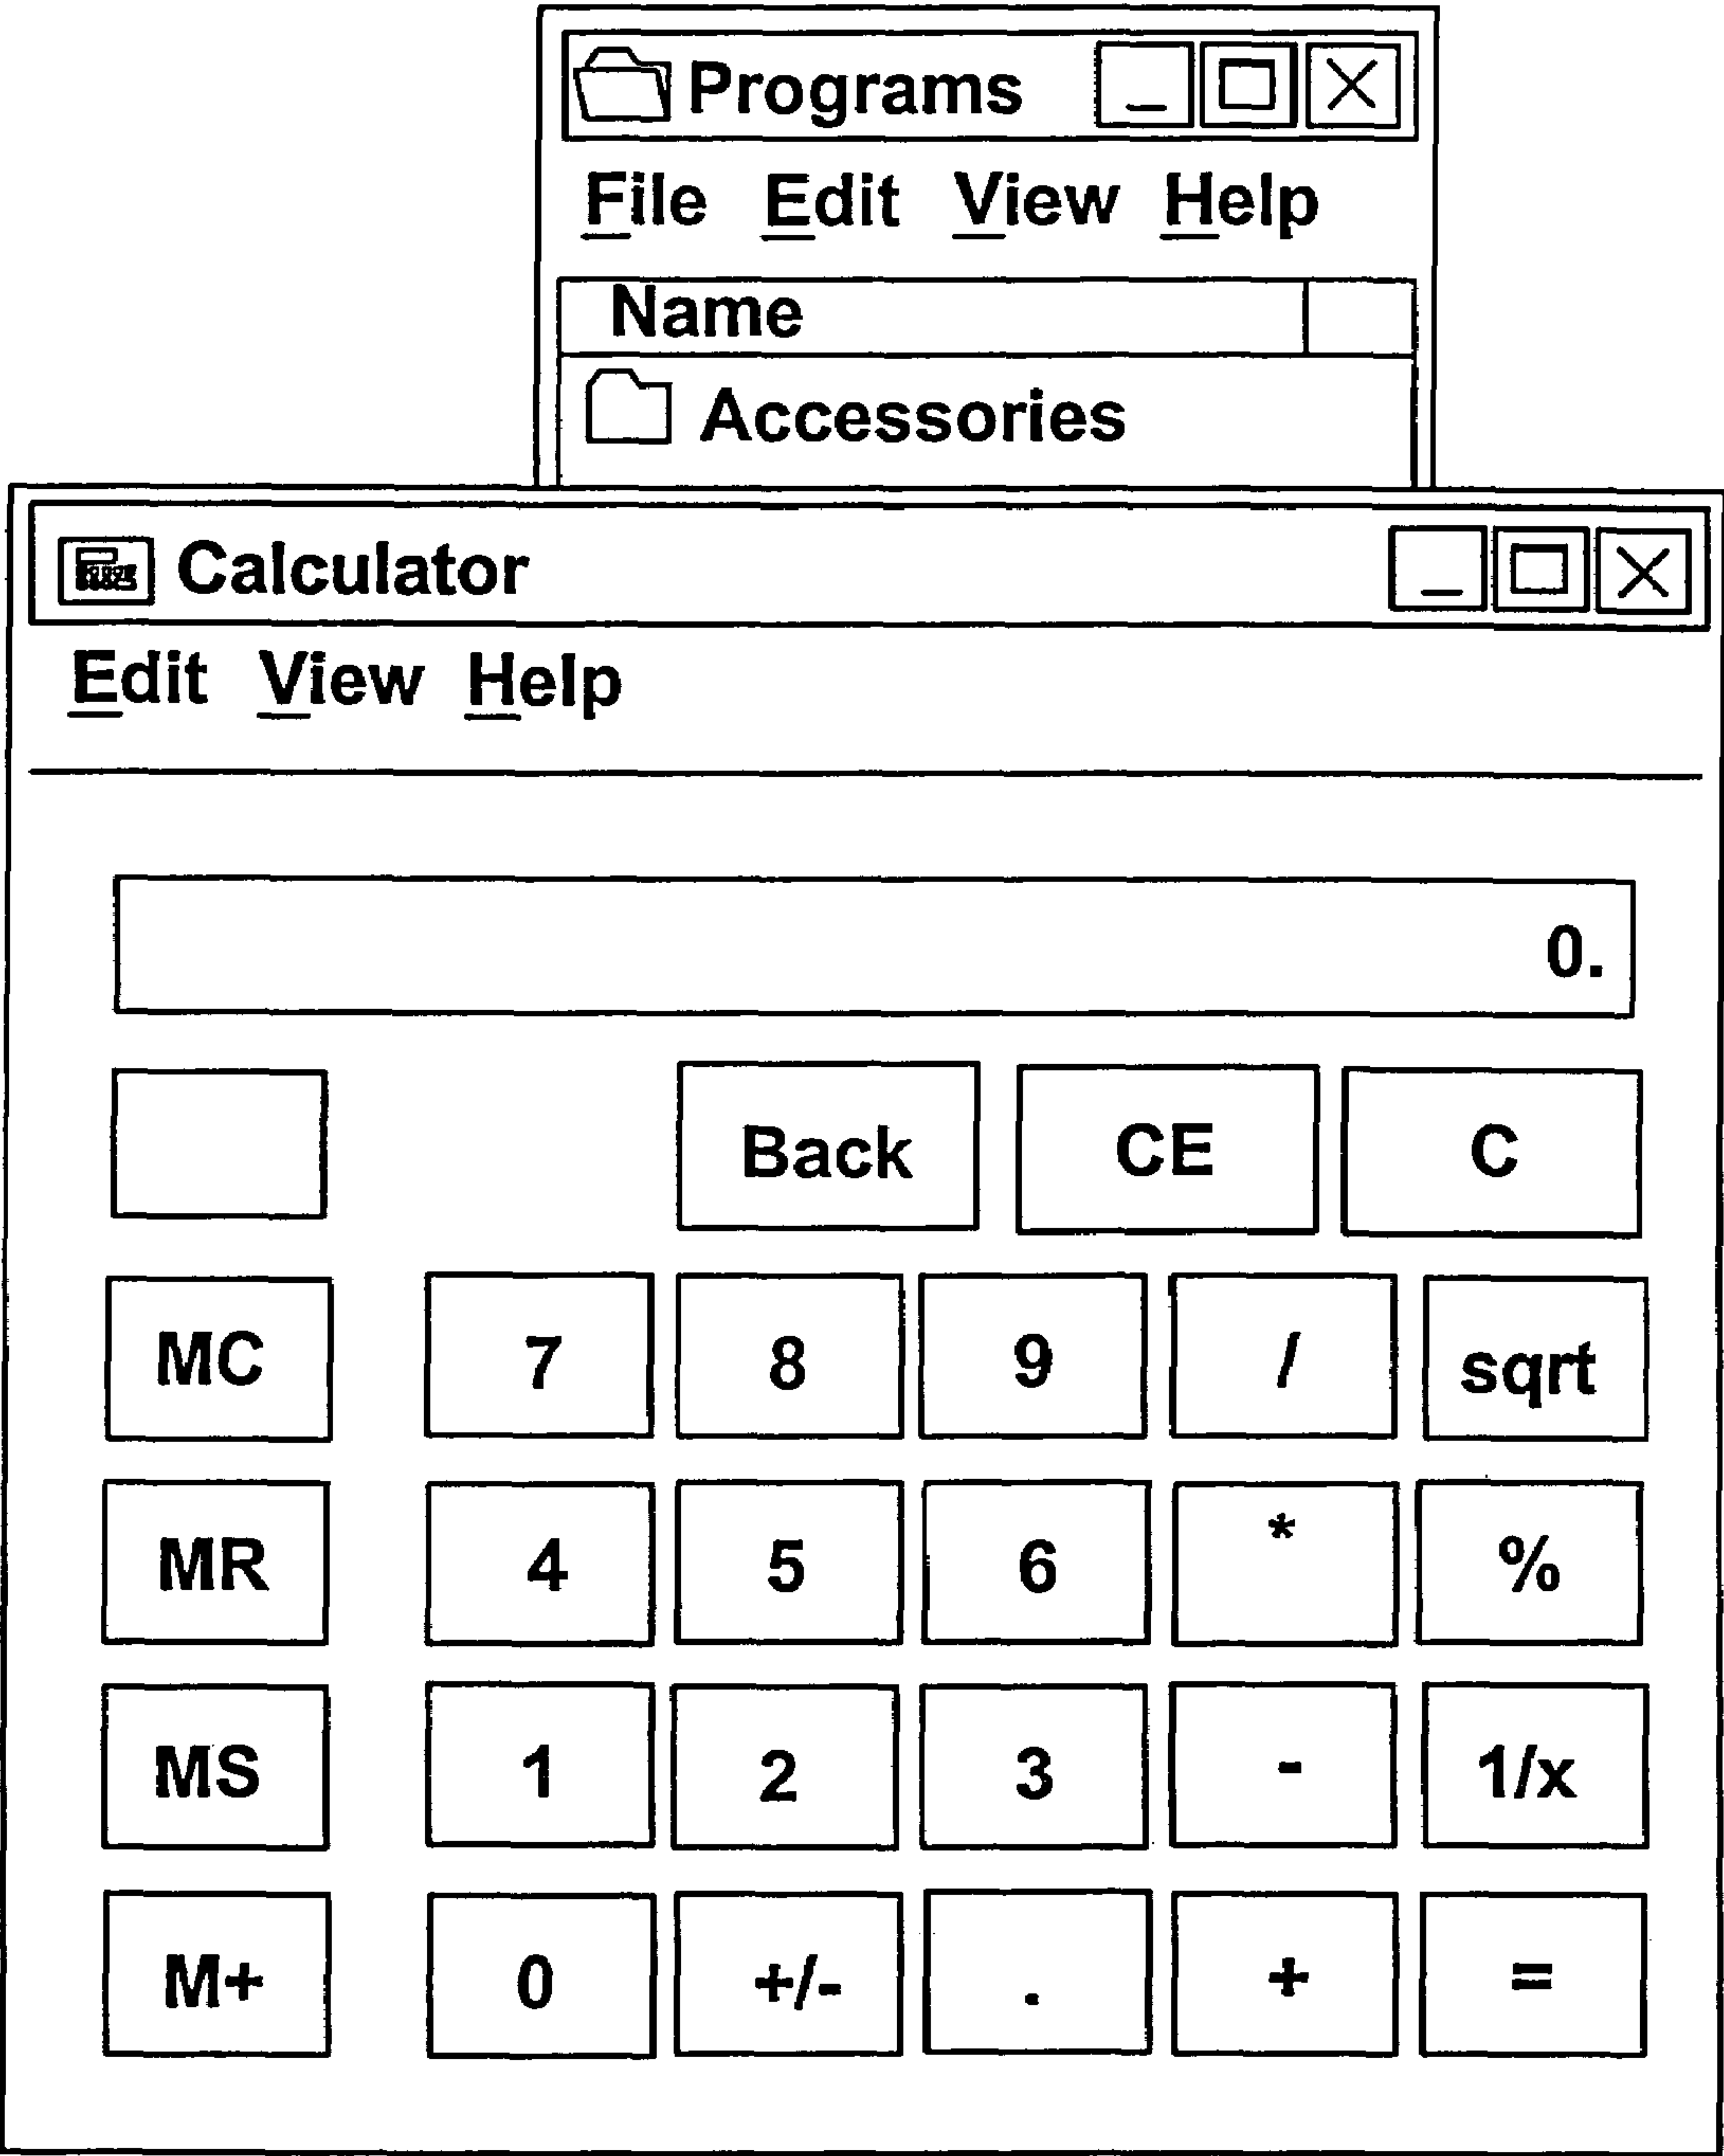 Programs
File Edit View Help
Name
Accessories
Calculator
Edit View Help
0.
Back CE C
MC 7 8 9 / sqrt
MR 4 5 6 * %
MS 1 2 3 - 1/x
M+ 0 +/- . + =